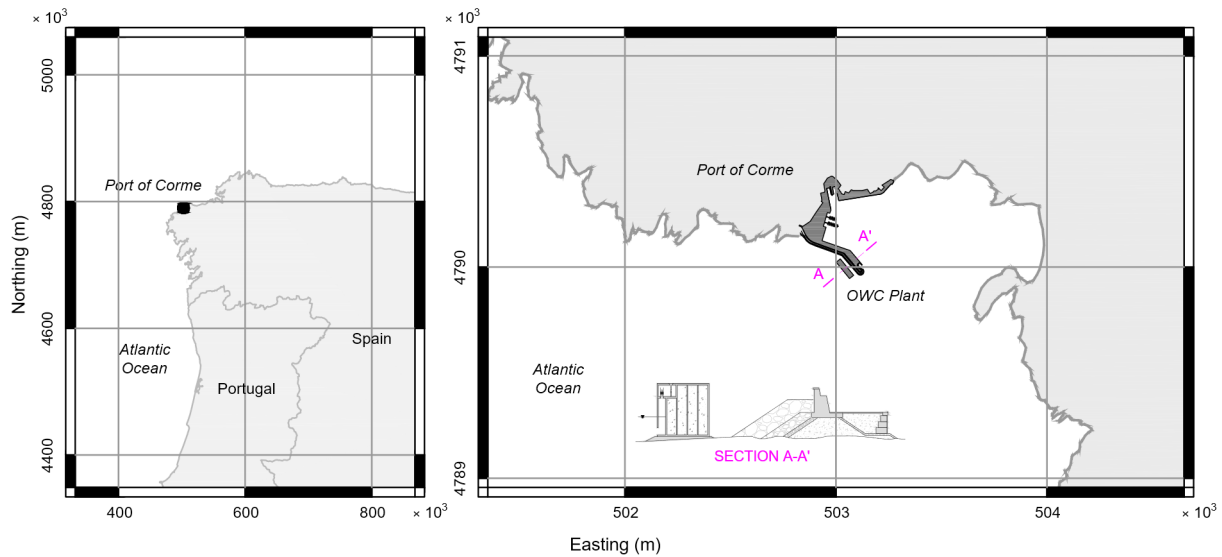 × 10³
5000
4800
4600
4400
Northing (m)
Port of Corme
Atlantic
Ocean
Portugal
Spain
400
600
800
× 10³
× 10³
4791
4790
4789
Port of Corme
A'
A
OWC Plant
Atlantic
Ocean
SECTION A-A'
502
503
504
× 10³
Easting (m)